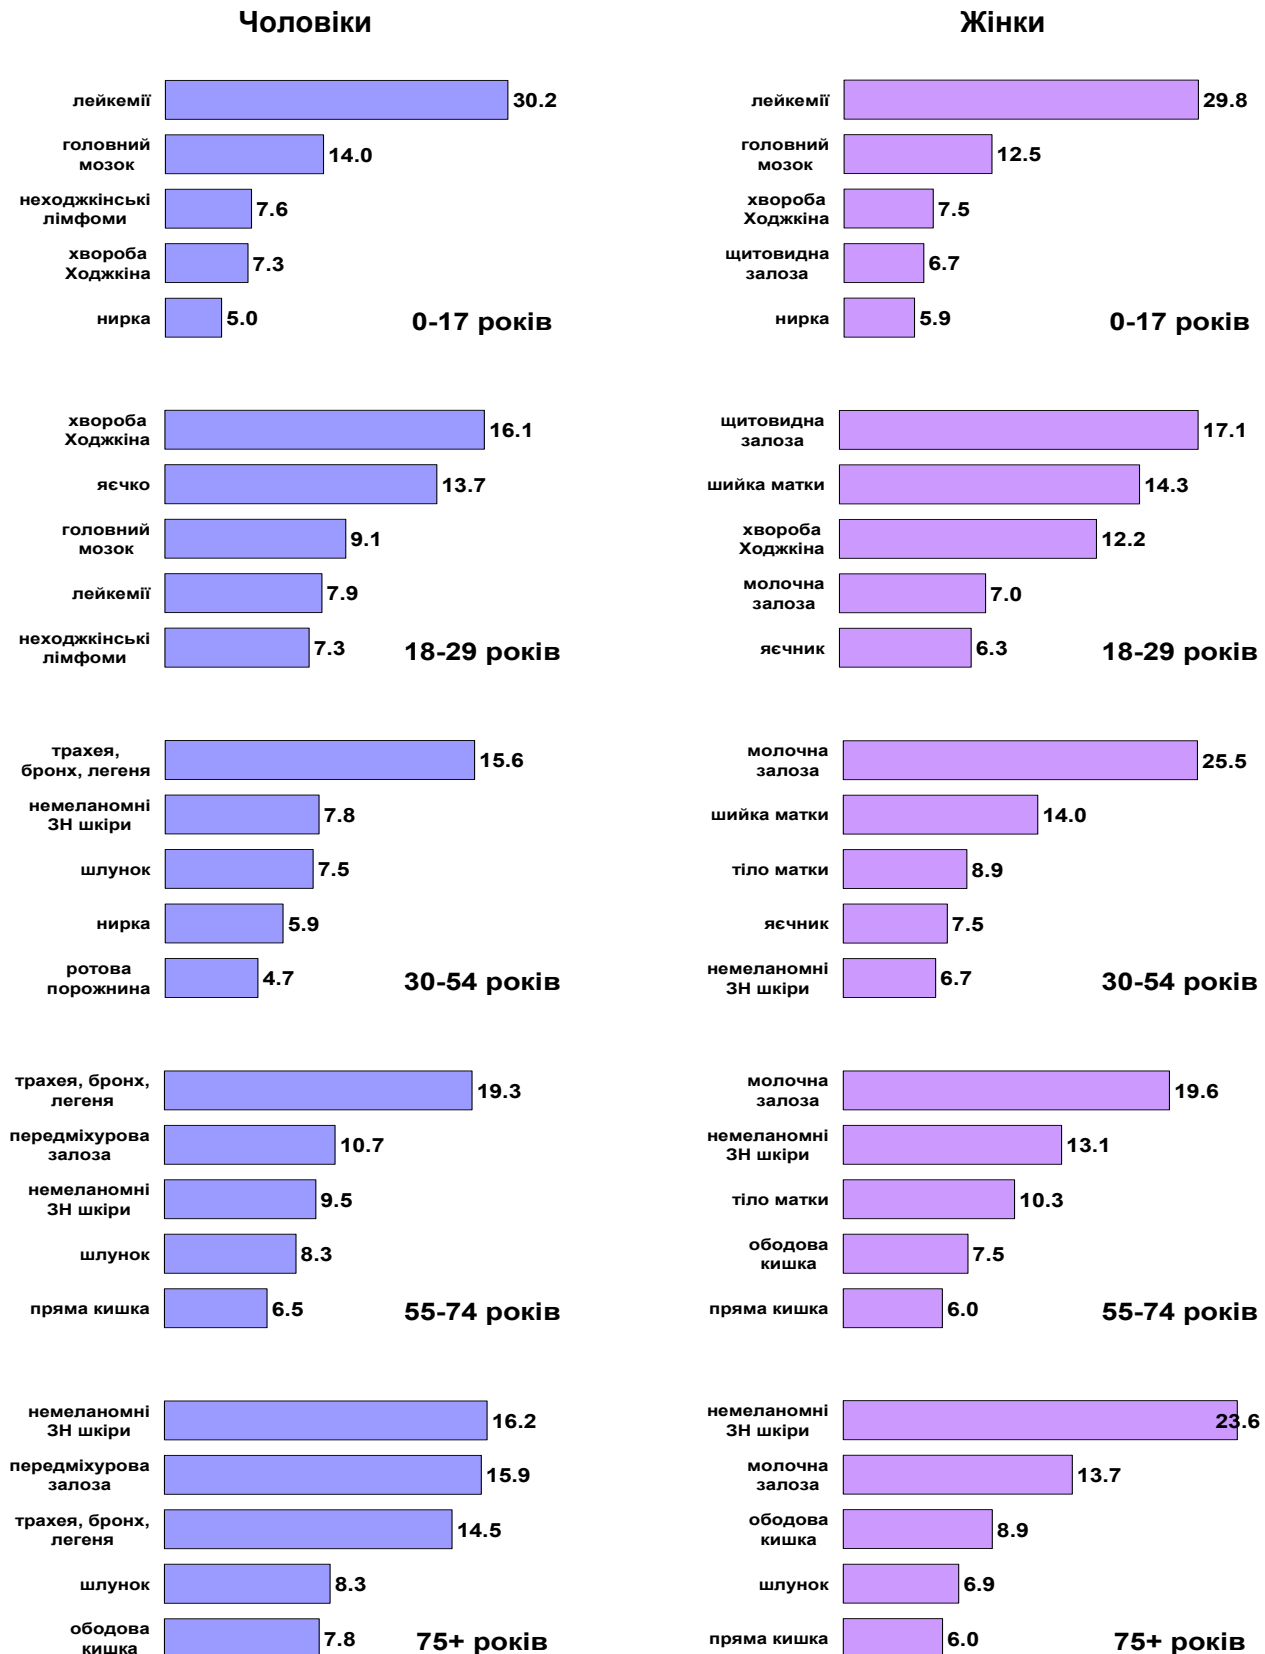 Чоловіки
лейкемії
30.2
головний
мозок
14.0
неходжкінські
лімфоми
7.6
хвороба
Ходжкіна
7.3
нирка
5.0
0-17 років
хвороба
Ходжкіна
16.1
яєчко
13.7
головний
мозок
9.1
лейкемії
7.9
неходжкінські
лімфоми
7.3
18-29 років
трахея,
бронх, легеня
15.6
немеланомні
ЗН шкіри
7.8
шлунок
7.5
нирка
5.9
ротова
порожнина
4.7
30-54 років
трахея, бронх,
легеня
19.3
передміхурова
залоза
10.7
немеланомні
ЗН шкіри
9.5
шлунок
8.3
пряма кишка
6.5
55-74 років
немеланомні
ЗН шкіри
16.2
передміхурова
залоза
15.9
трахея, бронх,
легеня
14.5
шлунок
8.3
ободова
кишка
7.8
75+ років
Жінки
лейкемії
29.8
головний
мозок
12.5
хвороба
Ходжкіна
7.5
щитовидна
залоза
6.7
нирка
5.9
0-17 років
щитовидна
залоза
17.1
шийка матки
14.3
хвороба
Ходжкіна
12.2
молочна
залоза
7.0
яєчник
6.3
18-29 років
молочна
залоза
25.5
шийка матки
14.0
тіло матки
8.9
яєчник
7.5
немеланомні
ЗН шкіри
6.7
30-54 років
молочна
залоза
19.6
немеланомні
ЗН шкіри
13.1
тіло матки
10.3
ободова
кишка
7.5
пряма кишка
6.0
55-74 років
немеланомні
ЗН шкіри
23.6
молочна
залоза
13.7
ободова
кишка
8.9
шлунок
6.9
пряма кишка
6.0
75+ років